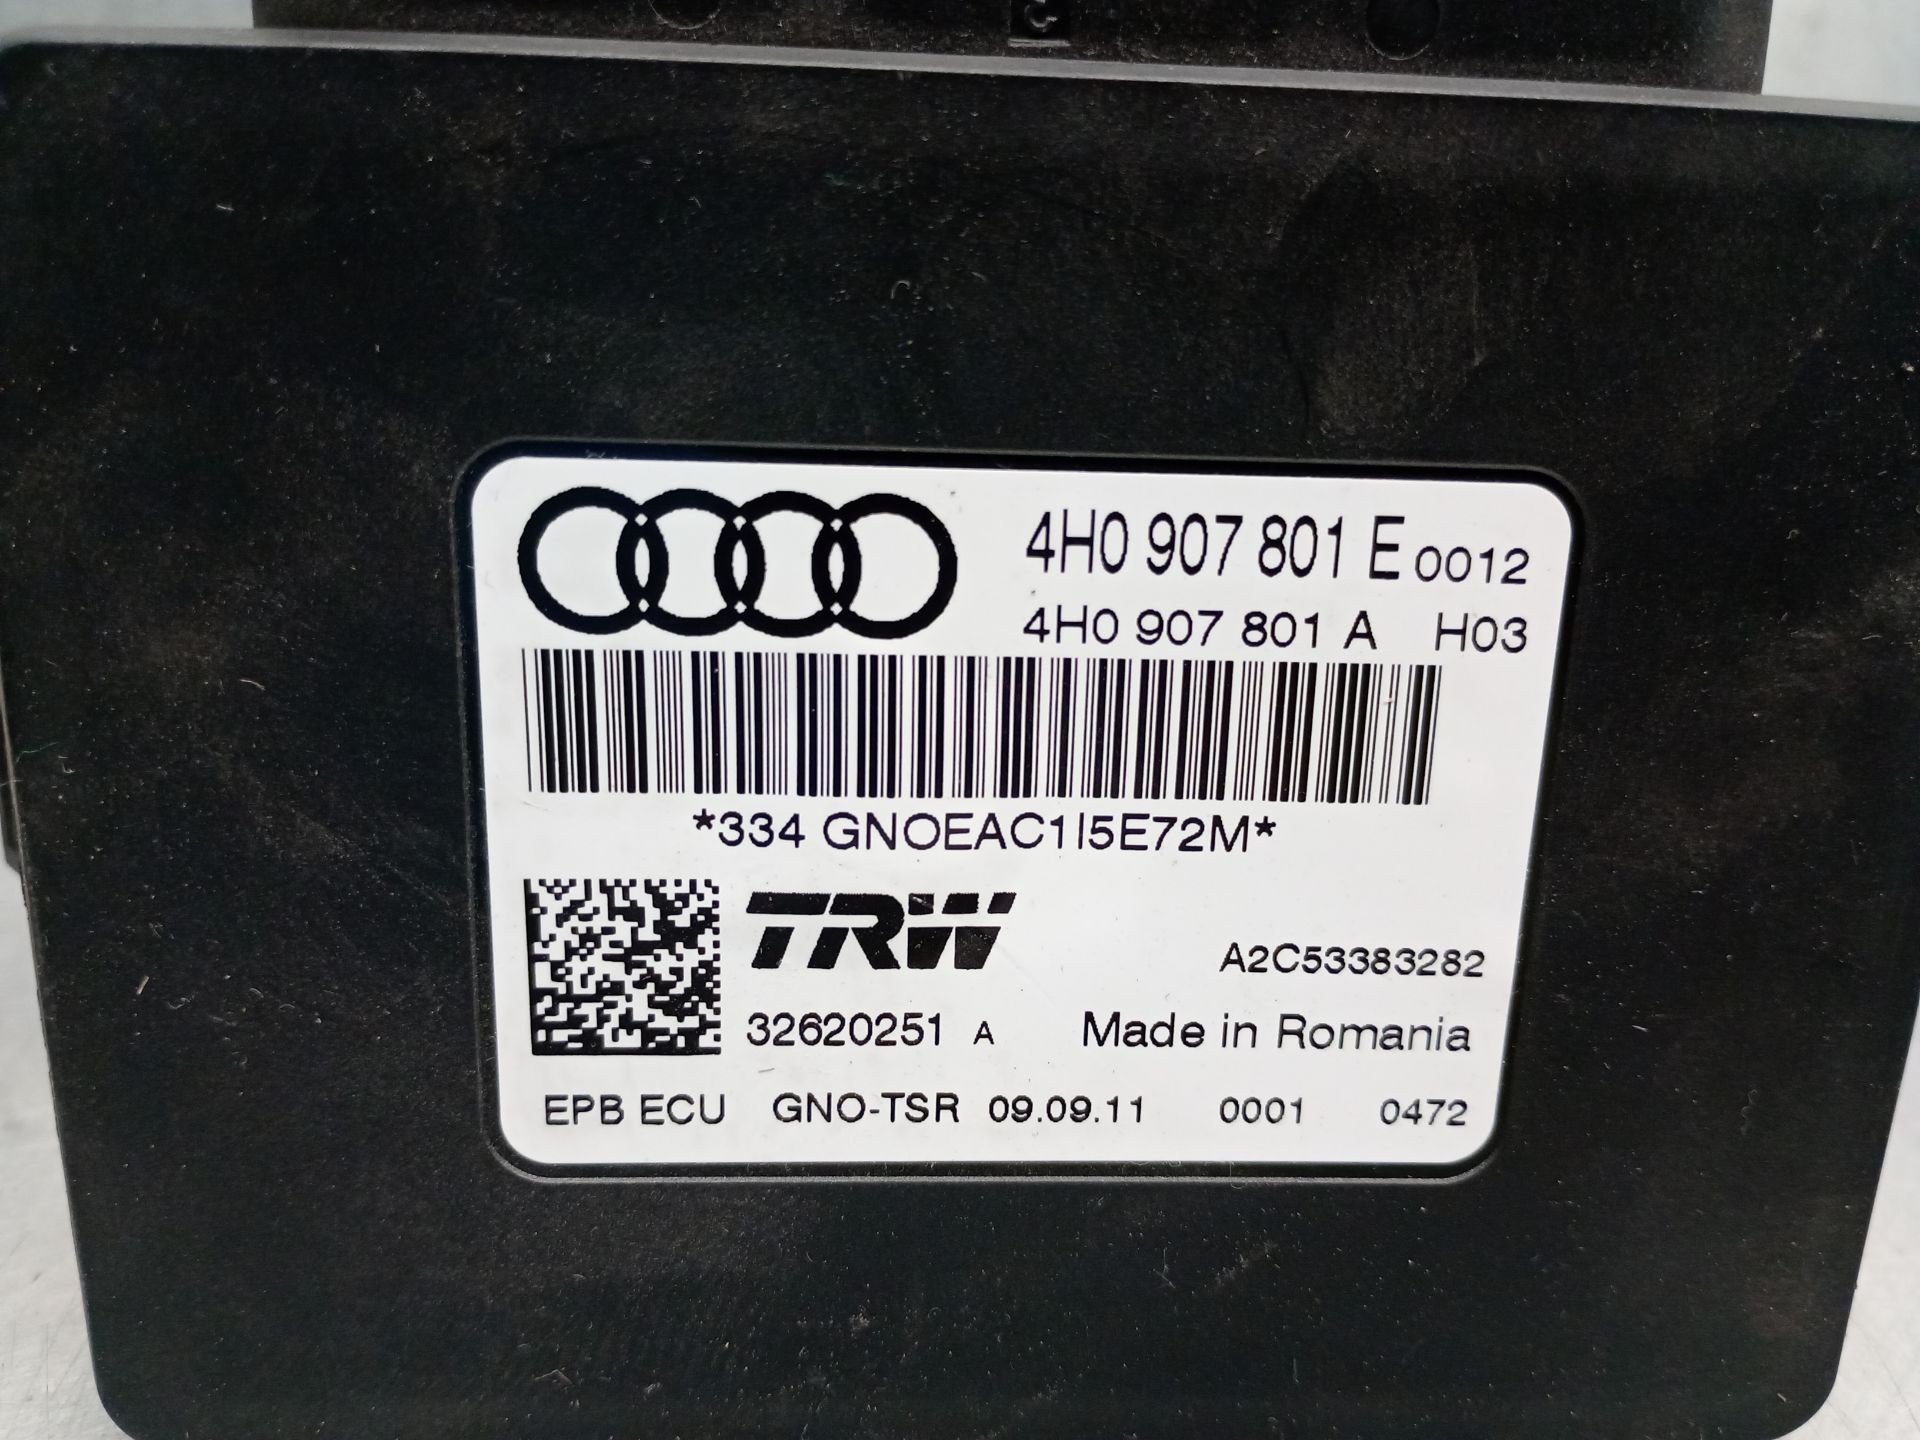 4H0 907 801 E 0012
4H0 907 801 A H03
*334 GNOEAC1I5E72M*
TRW
A2C53383282
32620251 A Made in Romania
EPB ECU GNO-TSR 09.09.11 0001 0472